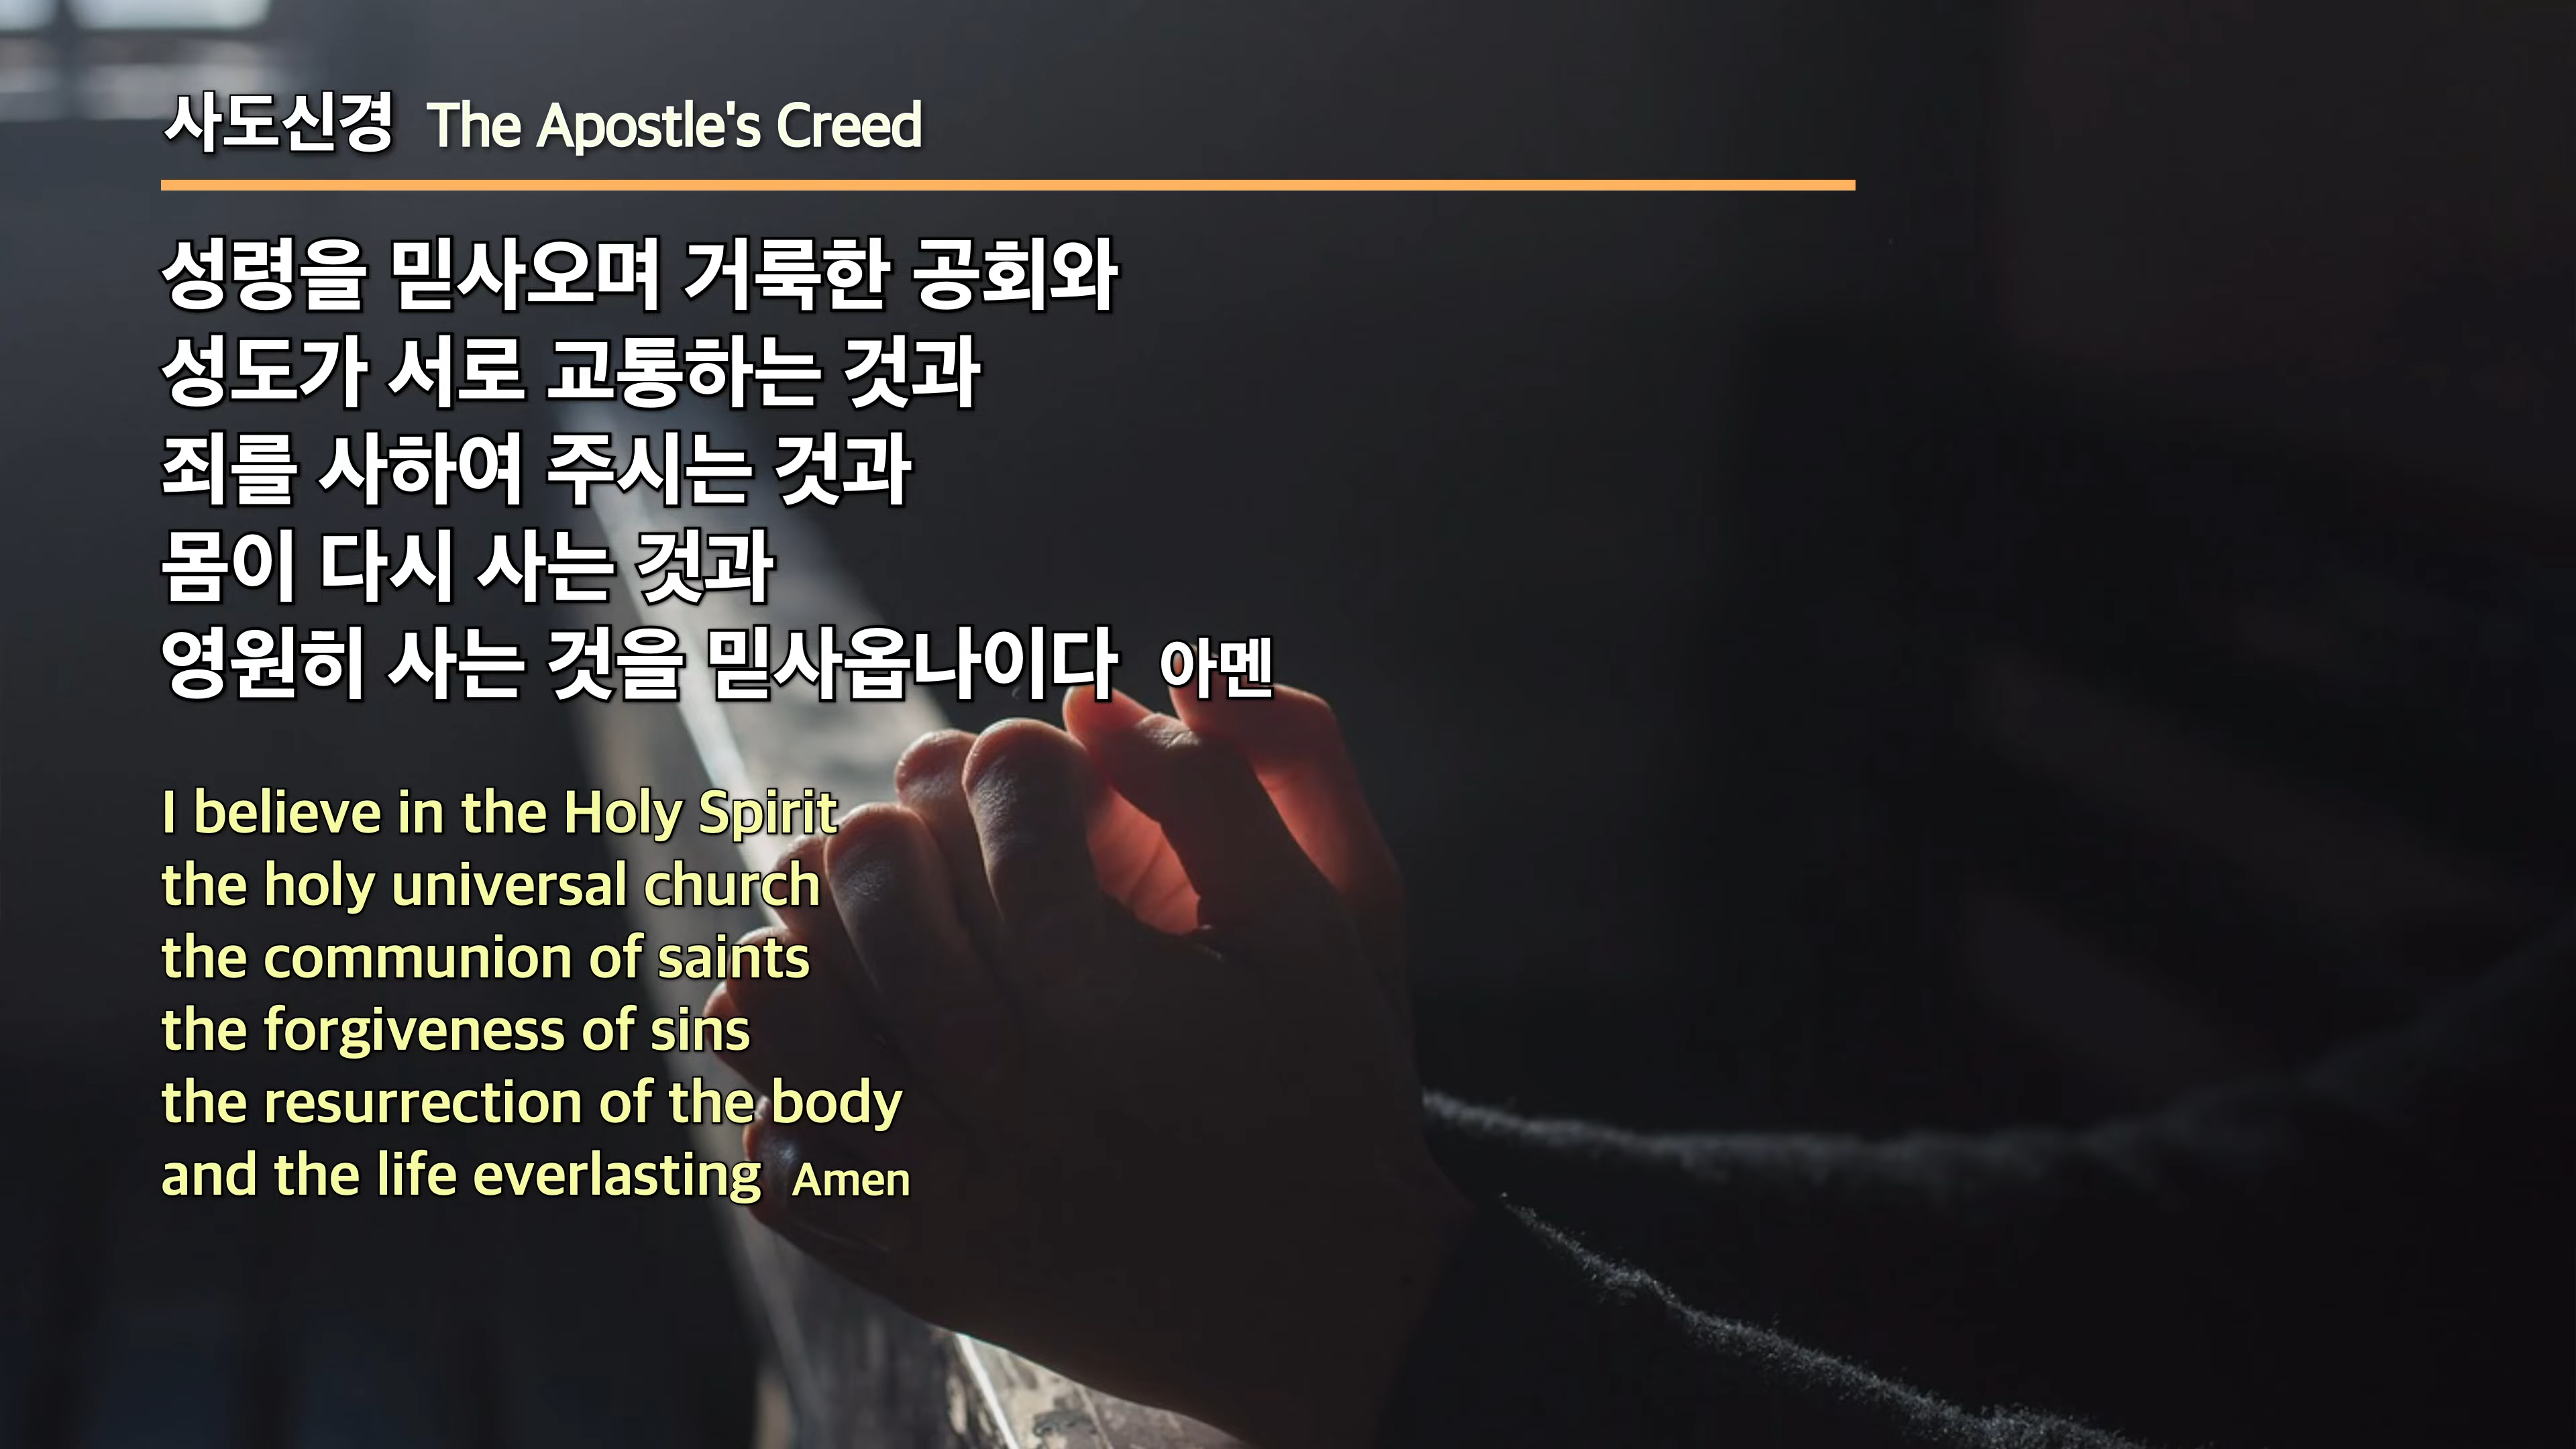 사도신경 The Apostle's Creed
성령을 믿사오며 거룩한 공회와
성도가 서로 교통하는 것과
죄를 사하여 주시는 것과
몸이 다시 사는 것과
영원히 사는 것을 믿사옵나이다 아멘
I believe in the Holy Spirit
the holy universal church
the communion of saints
the forgiveness of sins
the resurrection of the body
and the life everlasting Amen